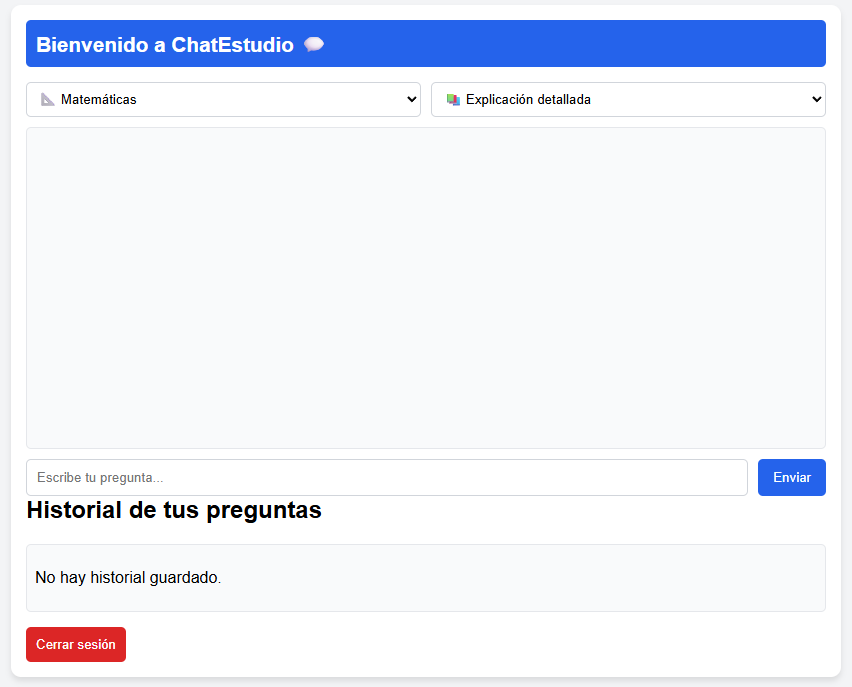 Bienvenido a ChatEstudio 💬
📐 Matemáticas
📚 Explicación detallada
Escribe tu pregunta...
Enviar
Historial de tus preguntas
No hay historial guardado.
Cerrar sesión